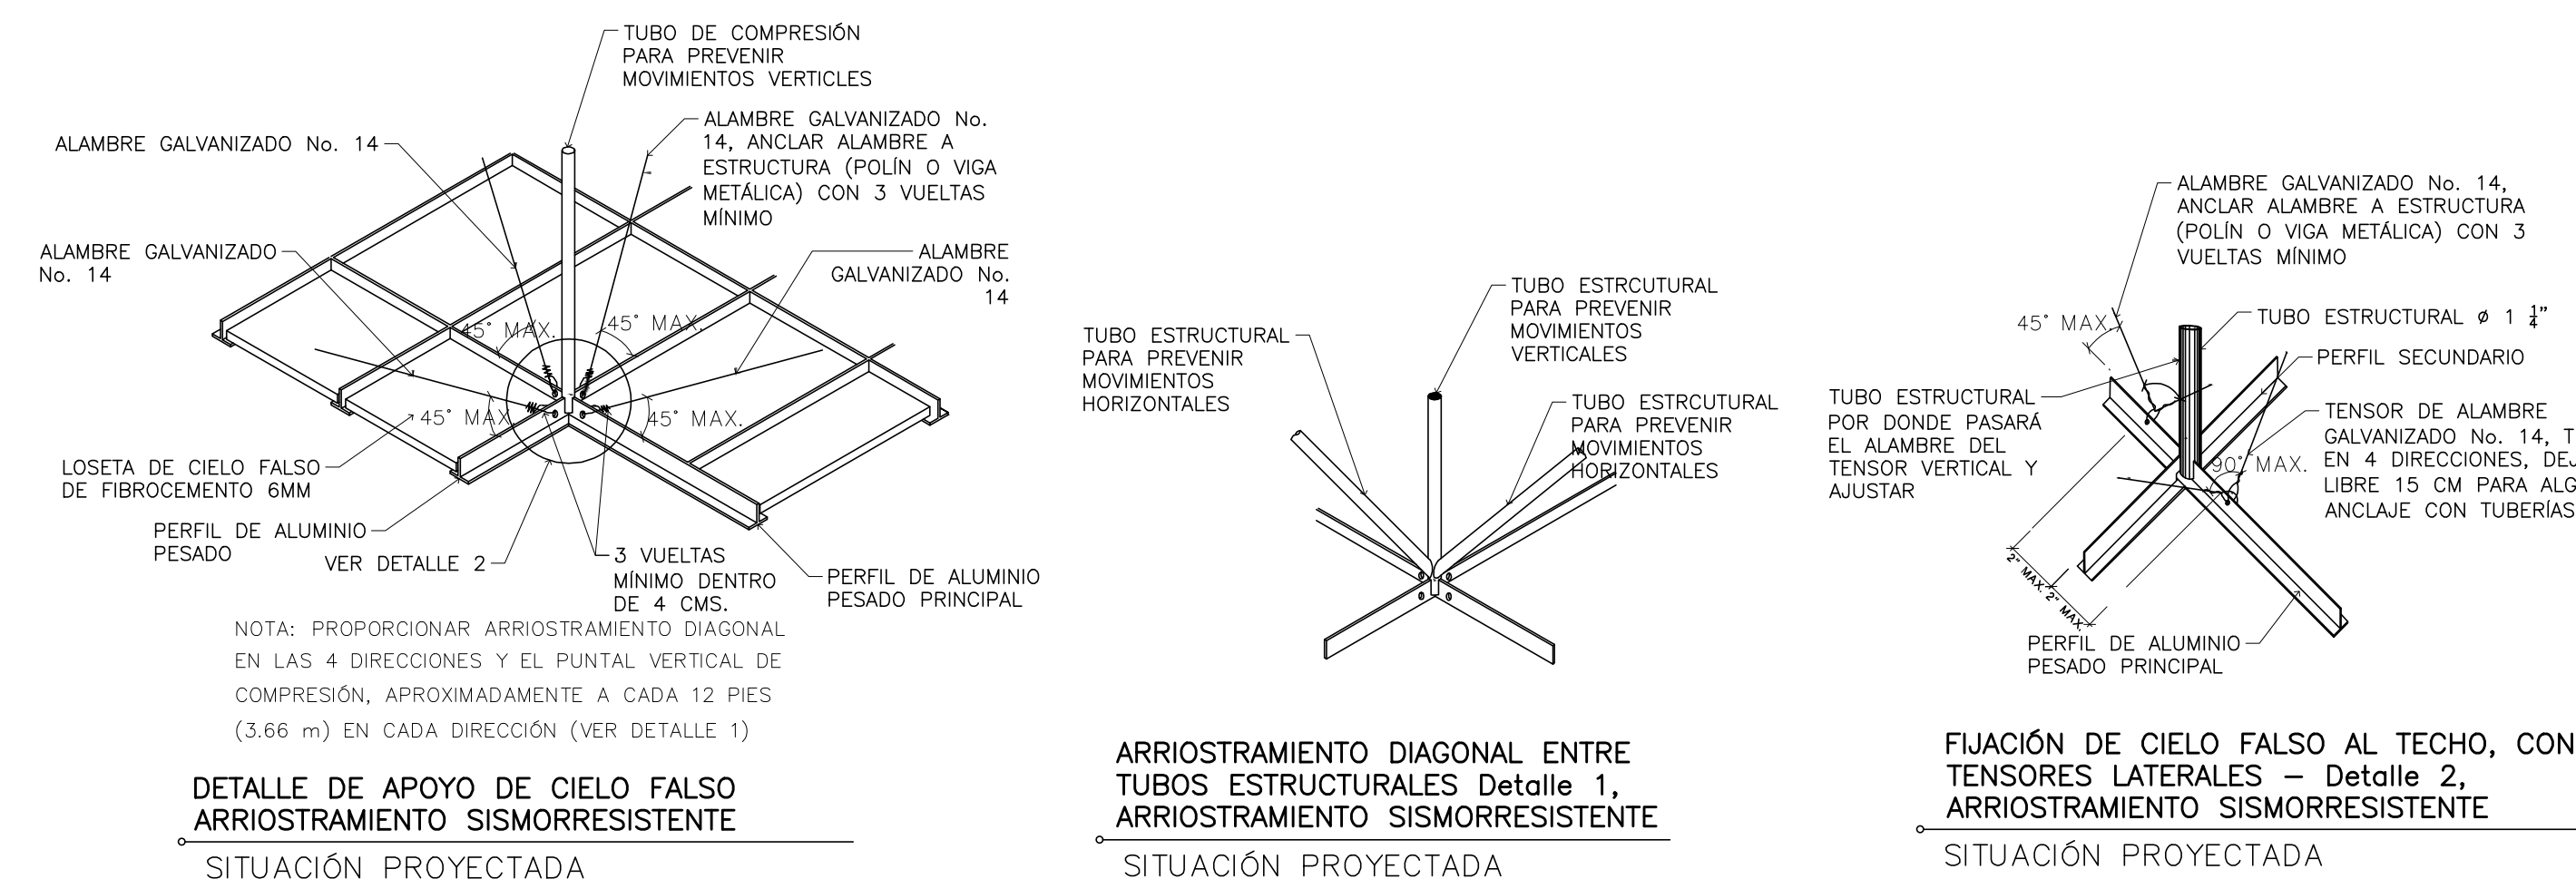 TUBO DE COMPRESIÓN
PARA PREVENIR
MOVIMIENTOS VERTICLES
ALAMBRE GALVANIZADO No. 14
ALAMBRE GALVANIZADO No.
14, ANCLAR ALAMBRE A
ESTRUCTURA (POLÍN O VIGA
METÁLICA) CON 3 VUELTAS
MÍNIMO
ALAMBRE GALVANIZADO
No. 14
ALAMBRE
GALVANIZADO No.
14
45° MAX.
45° MAX.
45° MAX
45° MAX.
LOSETA DE CIELO FALSO
DE FIBROCEMENTO 6MM
PERFIL DE ALUMINIO
PESADO
VER DETALLE 2
3 VUELTAS
MÍNIMO DENTRO
DE 4 CMS.
PERFIL DE ALUMINIO
PESADO PRINCIPAL
NOTA: PROPORCIONAR ARRIOSTRAMIENTO DIAGONAL
EN LAS 4 DIRECCIONES Y EL PUNTAL VERTICAL DE
COMPRESIÓN, APROXIMADAMENTE A CADA 12 PIES
(3.66 m) EN CADA DIRECCIÓN (VER DETALLE 1)
DETALLE DE APOYO DE CIELO FALSO
ARRIOSTRAMIENTO SISMORRESISTENTE
SITUACIÓN PROYECTADA
TUBO ESTRCUTURAL
PARA PREVENIR
MOVIMIENTOS
VERTICALES
TUBO ESTRUCTURAL
PARA PREVENIR
MOVIMIENTOS
HORIZONTALES
TUBO ESTRCUTURAL
PARA PREVENIR
MOVIMIENTOS
HORIZONTALES
ARRIOSTRAMIENTO DIAGONAL ENTRE
TUBOS ESTRUCTURALES Detalle 1,
ARRIOSTRAMIENTO SISMORRESISTENTE
SITUACIÓN PROYECTADA
ALAMBRE GALVANIZADO No. 14,
ANCLAR ALAMBRE A ESTRUCTURA
(POLÍN O VIGA METÁLICA) CON 3
VUELTAS MÍNIMO
45° MAX.
TUBO ESTRUCTURAL ø 1 ¼"
PERFIL SECUNDARIO
TUBO ESTRUCTURAL
POR DONDE PASARÁ
EL ALAMBRE DEL
TENSOR VERTICAL Y
AJUSTAR
TENSOR DE ALAMBRE
GALVANIZADO No. 14, T
EN 4 DIRECCIONES, DEJ
LIBRE 15 CM PARA ALG
ANCLAJE CON TUBERÍAS
90° MAX.
2" MAX.
2" MAX.
PERFIL DE ALUMINIO
PESADO PRINCIPAL
FIJACIÓN DE CIELO FALSO AL TECHO, CON
TENSORES LATERALES – Detalle 2,
ARRIOSTRAMIENTO SISMORRESISTENTE
SITUACIÓN PROYECTADA